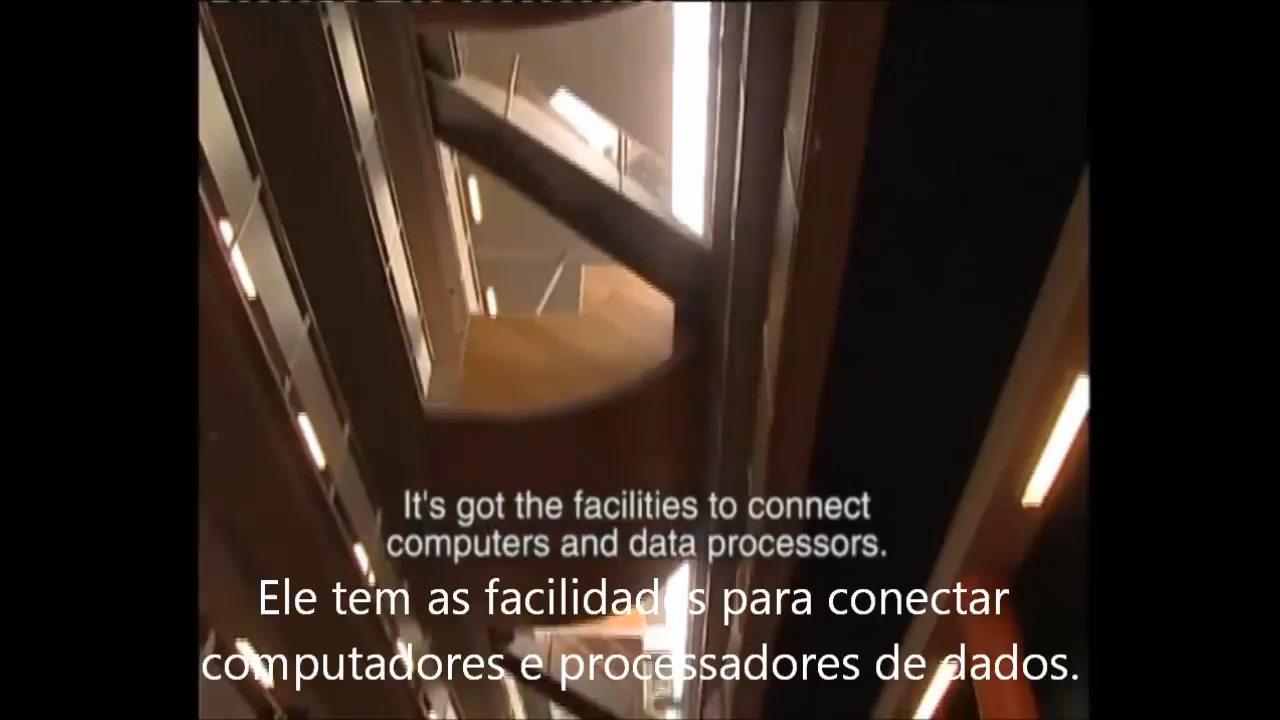 It's got the facilities to connect
computers and data processors.
Ele tem as facilidades para conectar
computadores e processadores de dados.